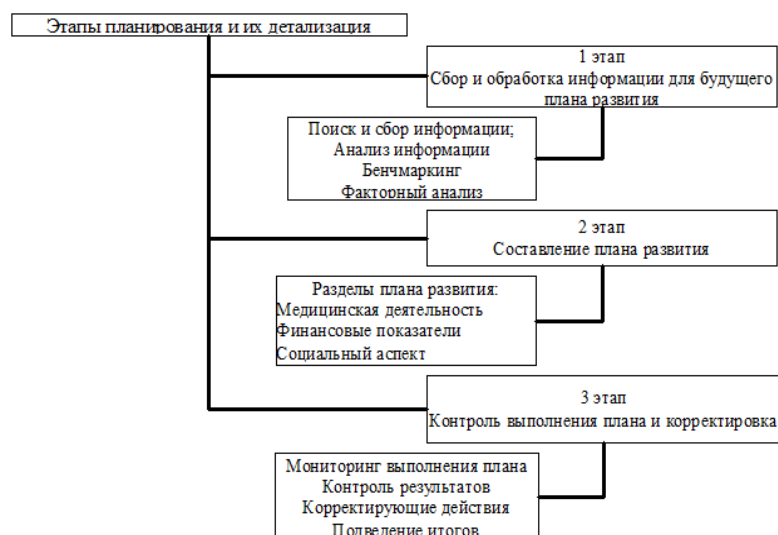 Этапы планирования и их детализация
1 этап
Сбор и обработка информации для будущего
плана развития
Поиск и сбор информации;
Анализ информации
Бенчмаркинг
Факторный анализ
2 этап
Составление плана развития
Разделы плана развития:
Медицинская деятельность
Финансовые показатели
Социальный аспект
3 этап
Контроль выполнения плана и корректировка
Мониторинг выполнения плана
Контроль результатов
Корректирующие действия
Подведение итогов